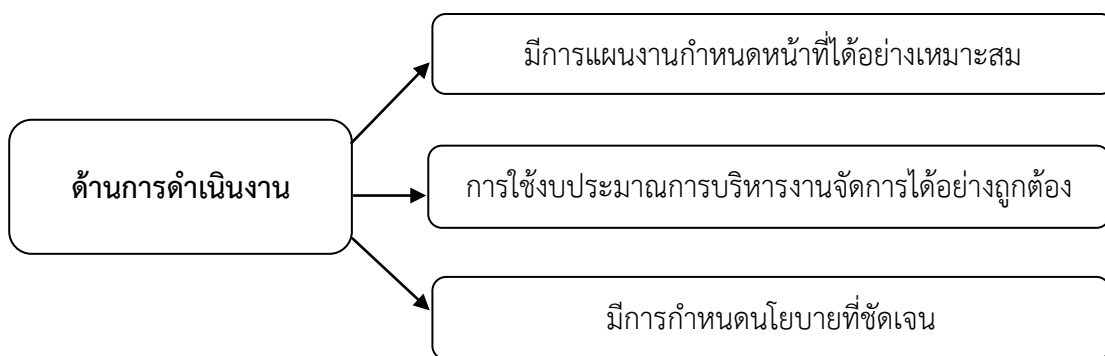 มีการแผนงานกำหนดหน้าที่ได้อย่างเหมาะสม
ด้านการดำเนินงาน
การใช้งบประมาณการบริหารงานจัดการได้อย่างถูกต้อง
มีการกำหนดนโยบายที่ชัดเจน